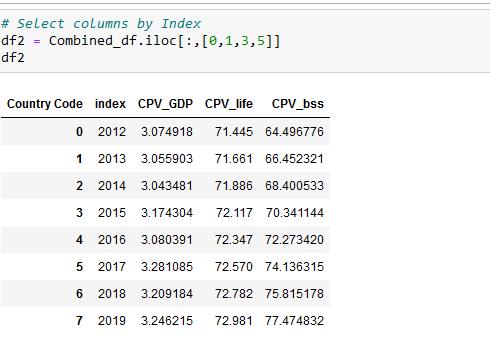 # Select columns by Index
df2 = Combined_df.iloc[:,[0,1,3,5]]
df2
Country Code index CPV_GDP CPV_life CPV_bss
0 2012 3.074918 71.445 64.496776
1 2013 3.055903 71.661 66.452321
2 2014 3.043481 71.886 68.400533
3 2015 3.174304 72.117 70.341144
4 2016 3.080391 72.347 72.273420
5 2017 3.281085 72.570 74.136315
6 2018 3.209184 72.782 75.815178
7 2019 3.246215 72.981 77.474832